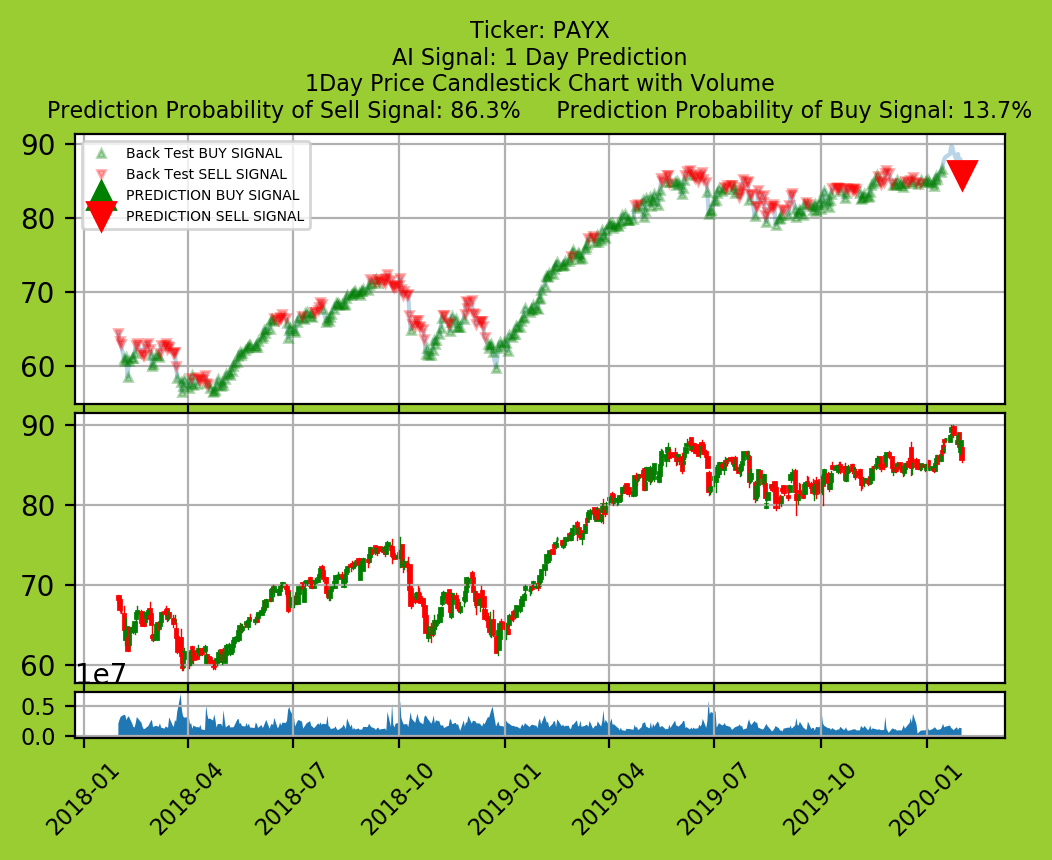 Ticker: PAYX
AI Signal: 1 Day Prediction
1Day Price Candlestick Chart with Volume
Prediction Probability of Sell Signal: 86.3% Prediction Probability of Buy Signal: 13.7%
90
80
70
60
Back Test BUY SIGNAL
Back Test SELL SIGNAL
PREDICTION BUY SIGNAL
PREDICTION SELL SIGNAL
90
80
70
60
1e7
0.5
0.0
2018-01
2018-04
2018-07
2018-10
2019-01
2019-04
2019-07
2019-10
2020-01